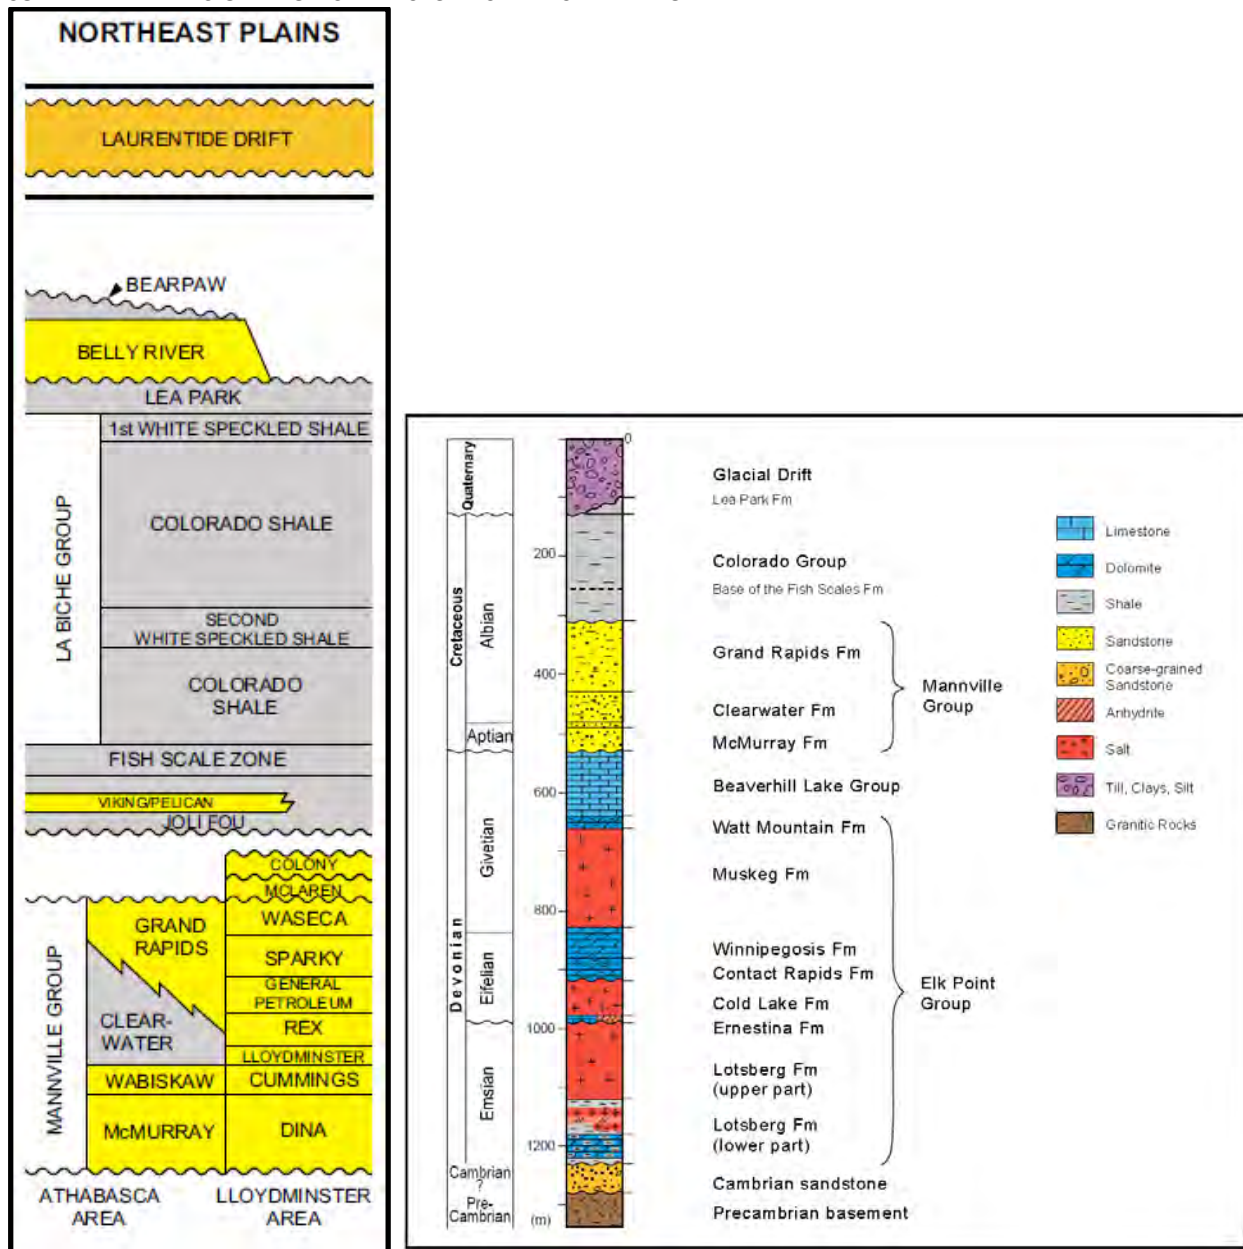 NORTHEAST PLAINS
LAURENTIDE DRIFT
BEARPAW
BELLY RIVER
LEA PARK
1st WHITE SPECKLED SHALE
COLORADO SHALE
SECOND
WHITE SPECKLED SHALE
COLORADO
SHALE
LA BICHE GROUP
FISH SCALE ZONE
VIKING/PELICAN
JOLI FOU
COLONY
MCLAREN
WASECA
SPARKY
GENERAL
PETROLEUM
REX
LLOYDMINSTER
CUMMINGS
DINA
GRAND
RAPIDS
CLEAR-
WATER
WABISKAW
McMURRAY
MANNVILLE GROUP
ATHABASCA
AREA
LLOYDMINSTER
AREA
Quaternary
Cretaceous
Albian
Aptian
Devonian
Givetian
Eifelian
Emsian
Cambrian
?
Pre-
Cambrian
0
200
400
600
800
1000
1200
(m)
Glacial Drift
Lea Park Fm
Colorado Group
Base of the Fish Scales Fm
Grand Rapids Fm
Clearwater Fm
McMurray Fm
Mannville
Group
Beaverhill Lake Group
Watt Mountain Fm
Muskeg Fm
Winnipegosis Fm
Contact Rapids Fm
Cold Lake Fm
Ernestina Fm
Lotsberg Fm
(upper part)
Lotsberg Fm
(lower part)
Elk Point
Group
Cambrian sandstone
Precambrian basement
Limestone
Dolomite
Shale
Sandstone
Coarse-grained
Sandstone
Anhydrite
Salt
Till, Clays, Silt
Granitic Rocks